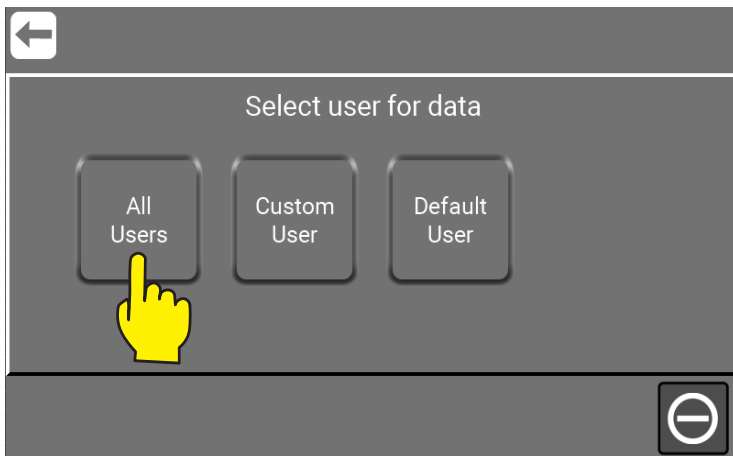 Select user for data
All
Users
Custom
User
Default
User